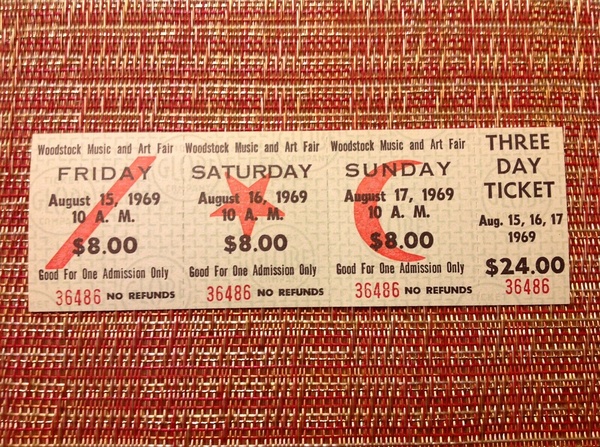 Woodstock Music and Art Fair
FRIDAY
August 15, 1969
10 A. M.
$8.00
Good For One Admission Only
36486 NO REFUNDS
Woodstock Music and Art Fair
SATURDAY
August 16, 1969
10 A. M.
$8.00
Good For One Admission Only
36486 NO REFUNDS
Woodstock Music and Art Fair
SUNDAY
August 17, 1969
10 A. M.
$8.00
Good For One Admission Only
36486 NO REFUNDS
THREE
DAY
TICKET
Aug. 15, 16, 17
1969
$24.00
36486